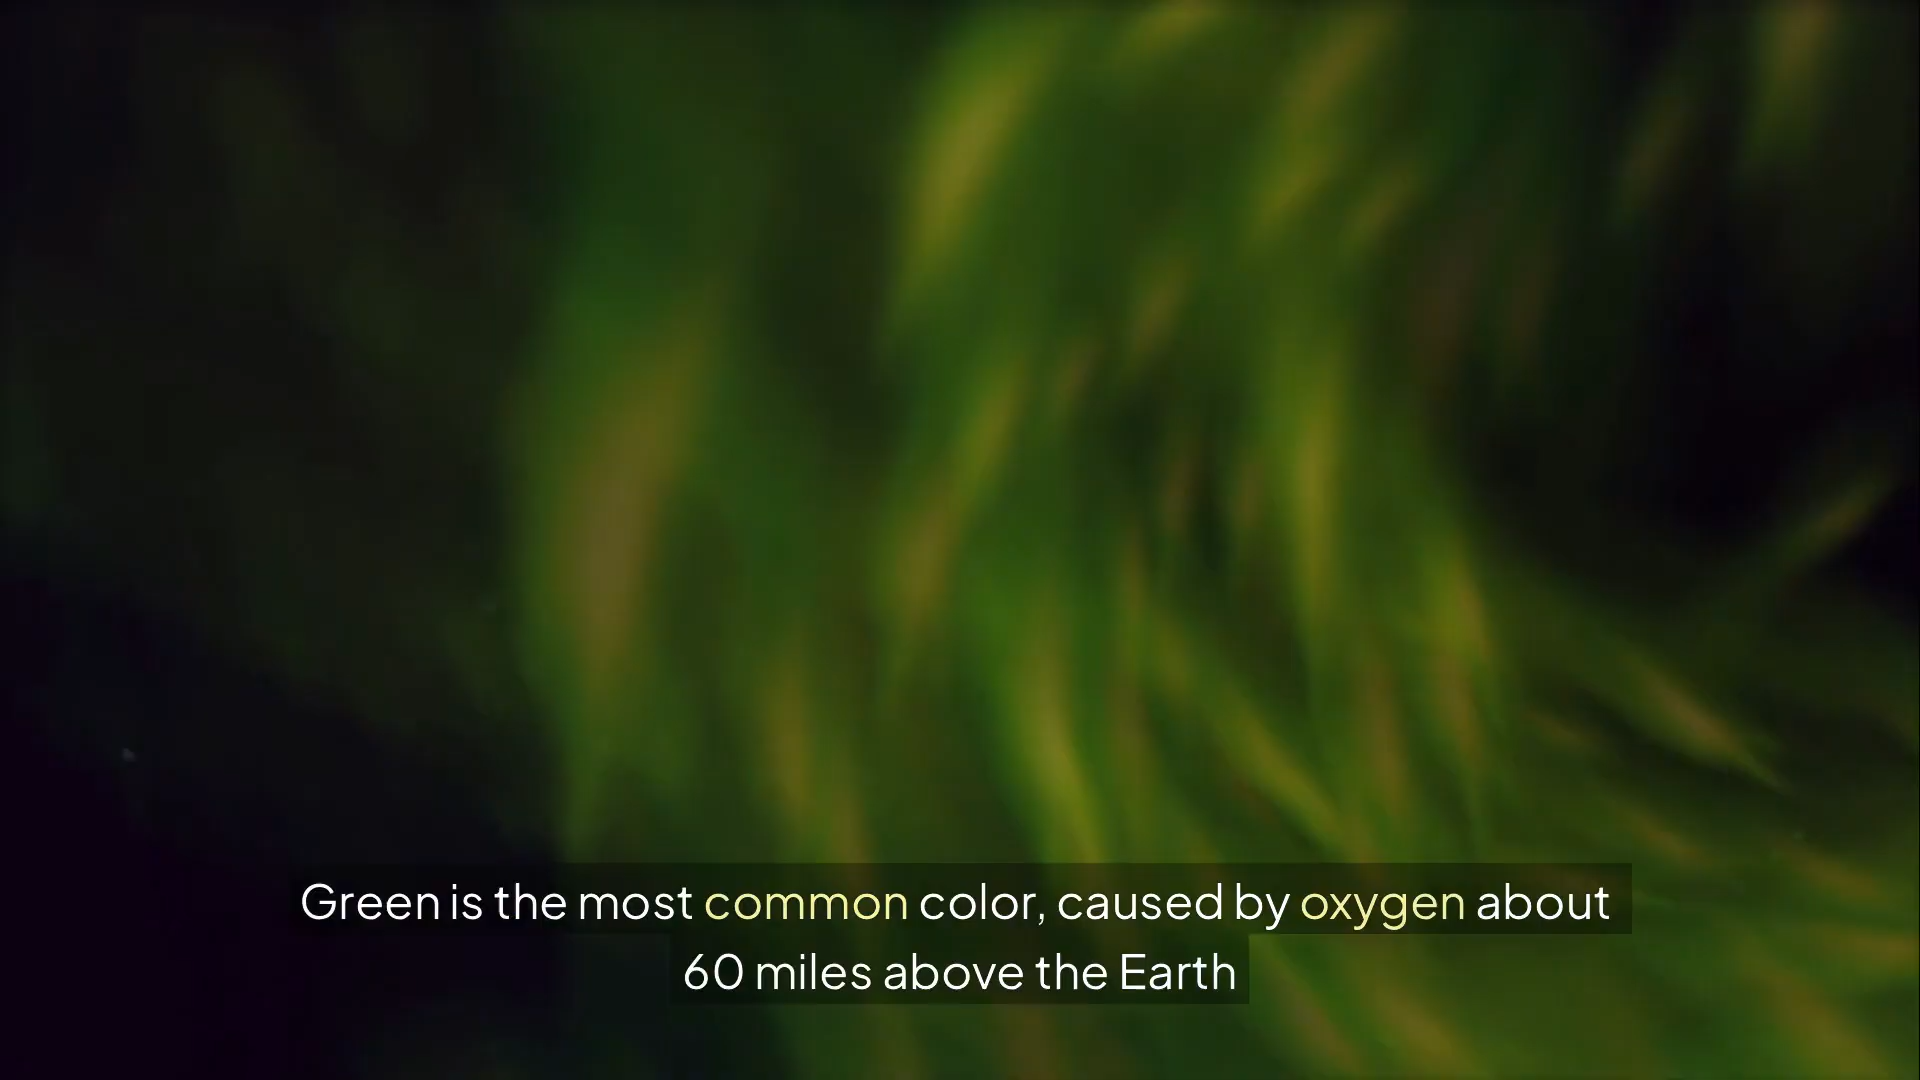 Green is the most common color, caused by oxygen about
60 miles above the Earth